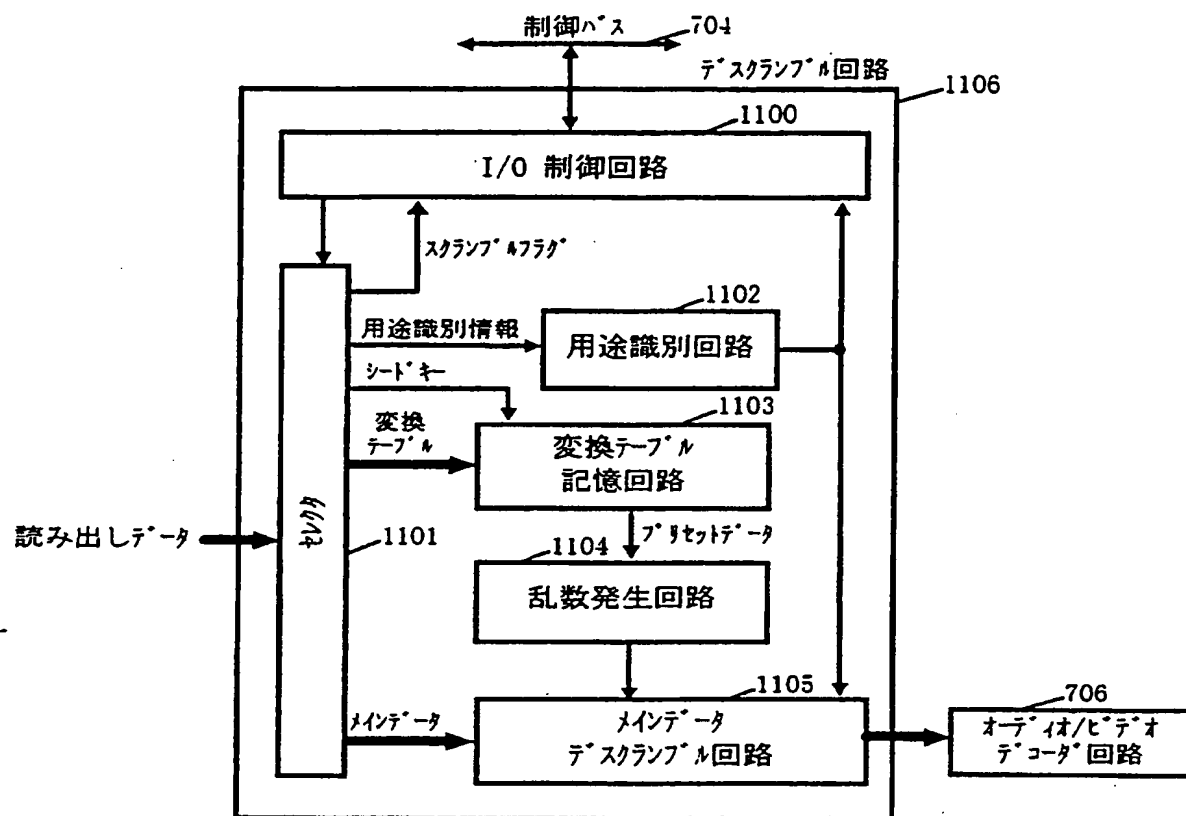 制御バス
704
デスクランブル回路
1106
1100
I/O 制御回路
スクランブルフラグ
1102
用途識別情報
用途識別回路
シードキー
1103
変換
テーブル
変換テーブル
記憶回路
セレクタ
読み出しデータ
1101
プリセットデータ
1104
乱数発生回路
1105
706
メインデータ
メインデータ
デスクランブル回路
オーディオ/ビデオ
デコーダ回路